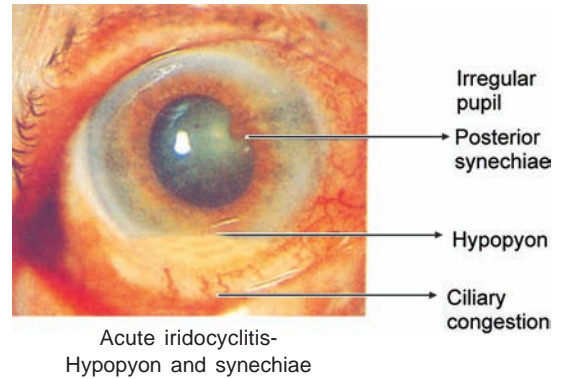 Irregular
pupil
Posterior
synechiae
Hypopyon
Ciliary
congestion
Acute iridocyclitis-
Hypopyon and synechiae